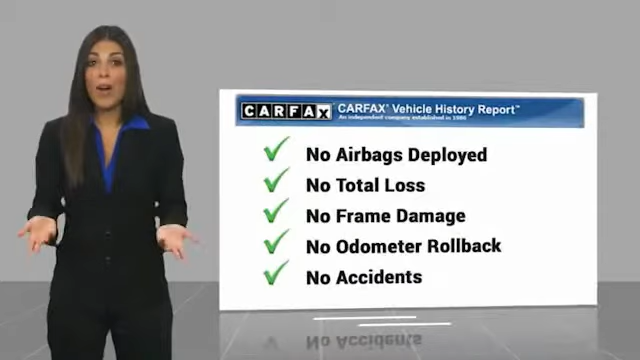 CARFAX CARFAX® Vehicle History Report™
An independent company established in 1986
No Airbags Deployed
No Total Loss
No Frame Damage
No Odometer Rollback
No Accidents